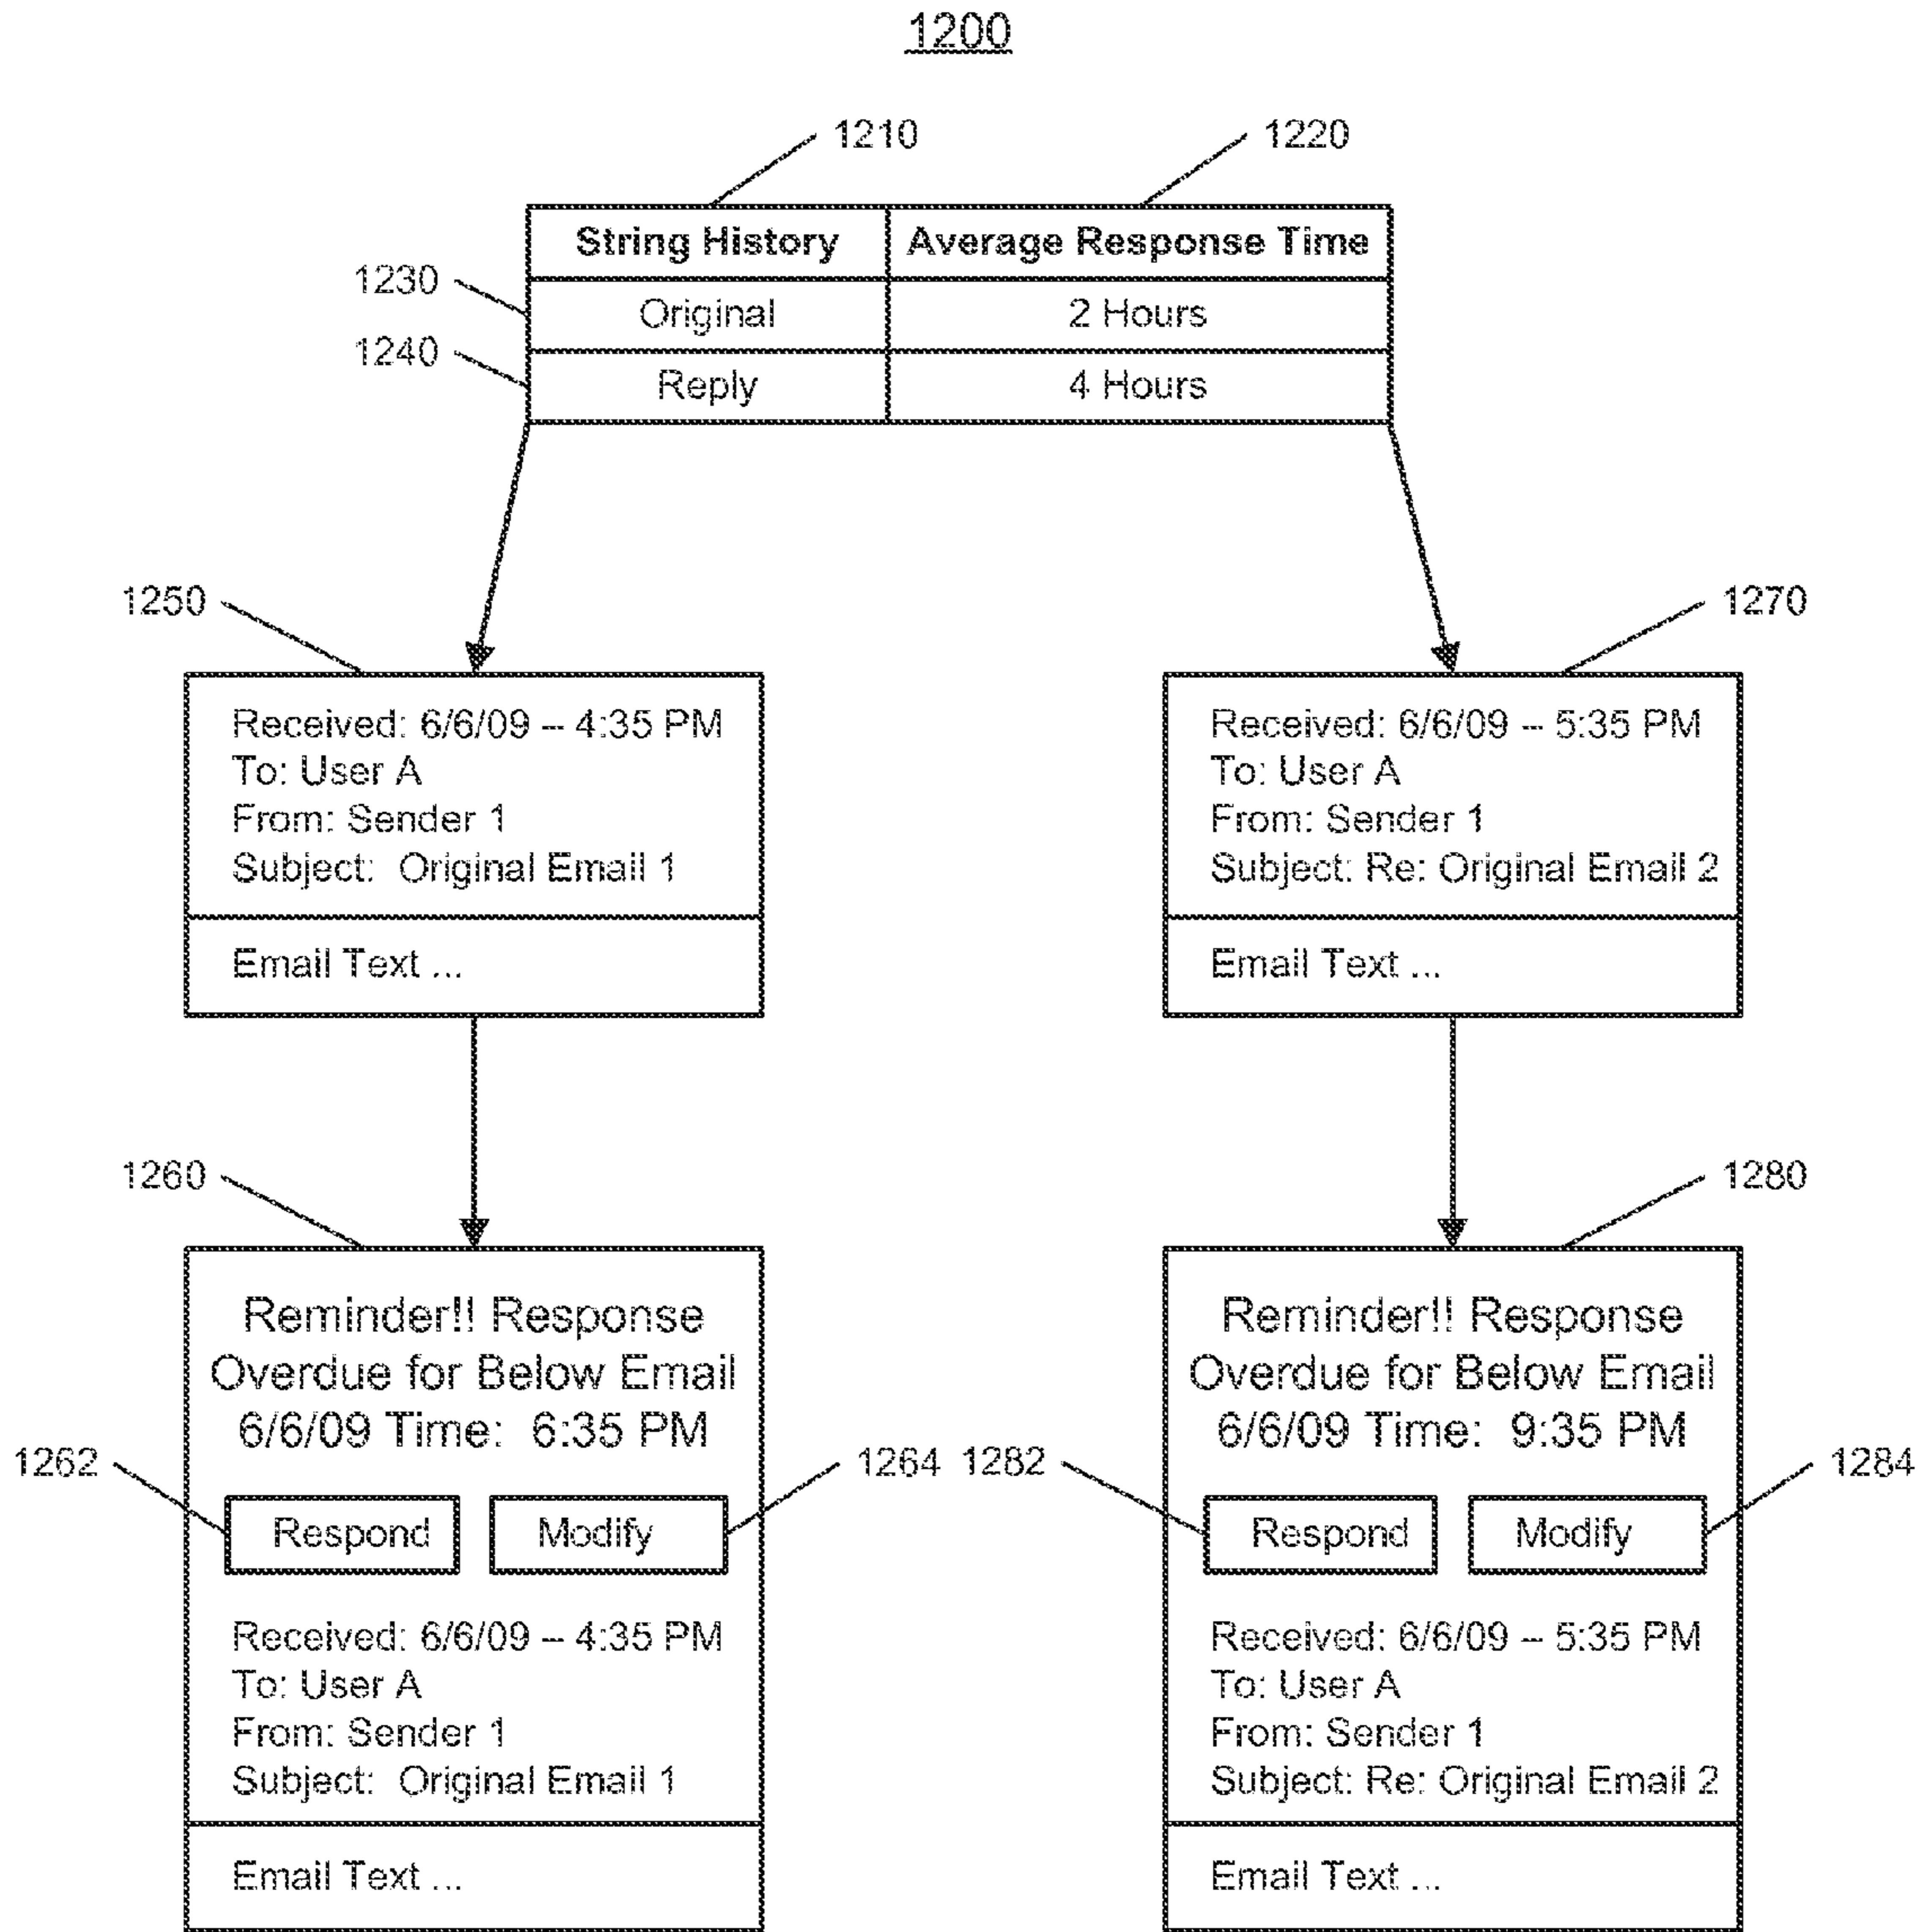 1200
1210
1220
String History Average Response Time
1230
Original 2 Hours
1240
Reply 4 Hours
1250
Received: 6/6/09 – 4:35 PM
To: User A
From: Sender 1
Subject: Original Email 1
Email Text ...
1270
Received: 6/6/09 – 5:35 PM
To: User A
From: Sender 1
Subject: Re: Original Email 2
Email Text ...
1260
Reminder!! Response
Overdue for Below Email
6/6/09 Time: 6:35 PM
1262
1264
Respond Modify
Received: 6/6/09 – 4:35 PM
To: User A
From: Sender 1
Subject: Original Email 1
Email Text ...
1280
Reminder!! Response
Overdue for Below Email
6/6/09 Time: 9:35 PM
1282
1284
Respond Modify
Received: 6/6/09 – 5:35 PM
To: User A
From: Sender 1
Subject: Re: Original Email 2
Email Text ...